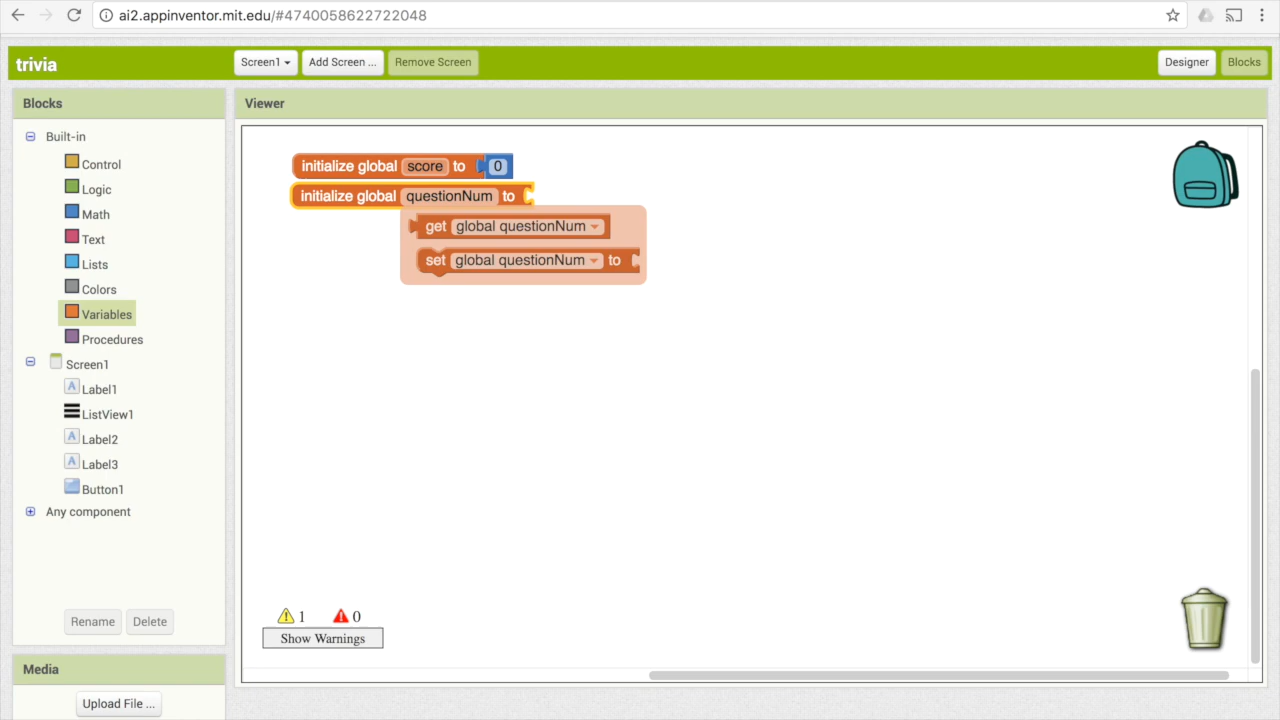 ai2.appinventor.mit.edu/#4740058622722048
trivia
Screen1
Add Screen ...
Remove Screen
Designer
Blocks
Blocks
Viewer
Built-in
Control
Logic
Math
Text
Lists
Colors
Variables
Procedures
Screen1
Label1
ListView1
Label2
Label3
Button1
Any component
Rename
Delete
Media
Upload File ...
initialize global score to 0
initialize global questionNum to
get global questionNum
set global questionNum to
1
0
Show Warnings